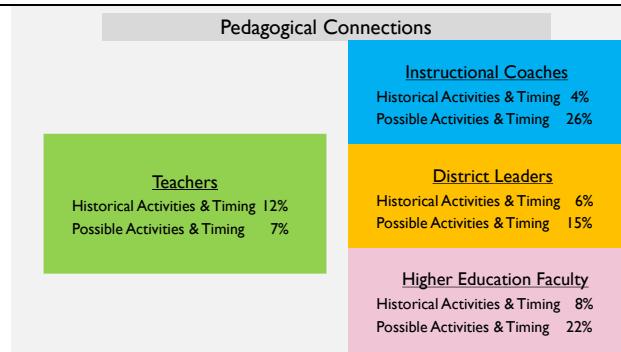 Pedagogical Connections
Teachers
Historical Activities & Timing 12%
Possible Activities & Timing 7%
Instructional Coaches
Historical Activities & Timing 4%
Possible Activities & Timing 26%
District Leaders
Historical Activities & Timing 6%
Possible Activities & Timing 15%
Higher Education Faculty
Historical Activities & Timing 8%
Possible Activities & Timing 22%